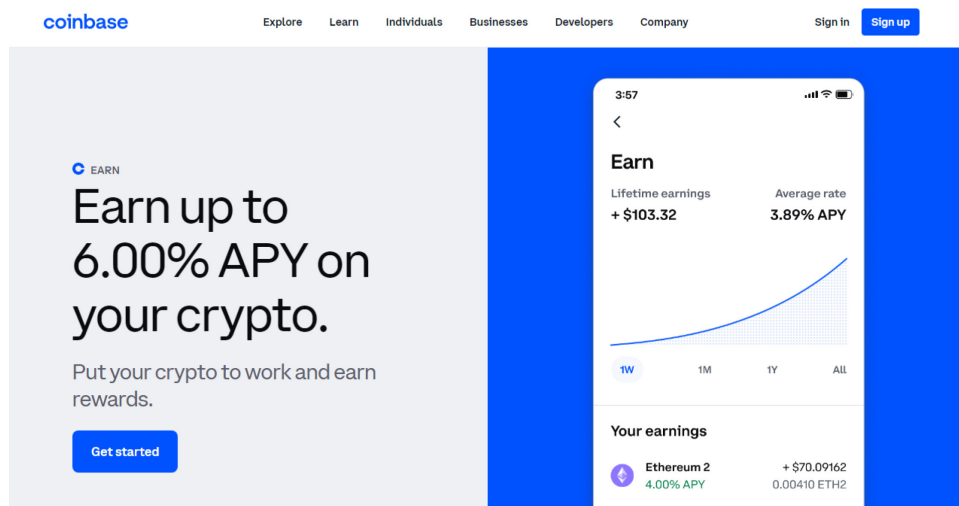 coinbase
Explore Learn Individuals Businesses Developers Company
Sign in Sign up
EARN
Earn up to
6.00% APY on
your crypto.
Put your crypto to work and earn
rewards.
Get started
3:57
Earn
Lifetime earnings Average rate
+ $103.32 3.89% APY
1W 1M 1Y All
Your earnings
Ethereum 2 + $70.09162
4.00% APY 0.00410 ETH2